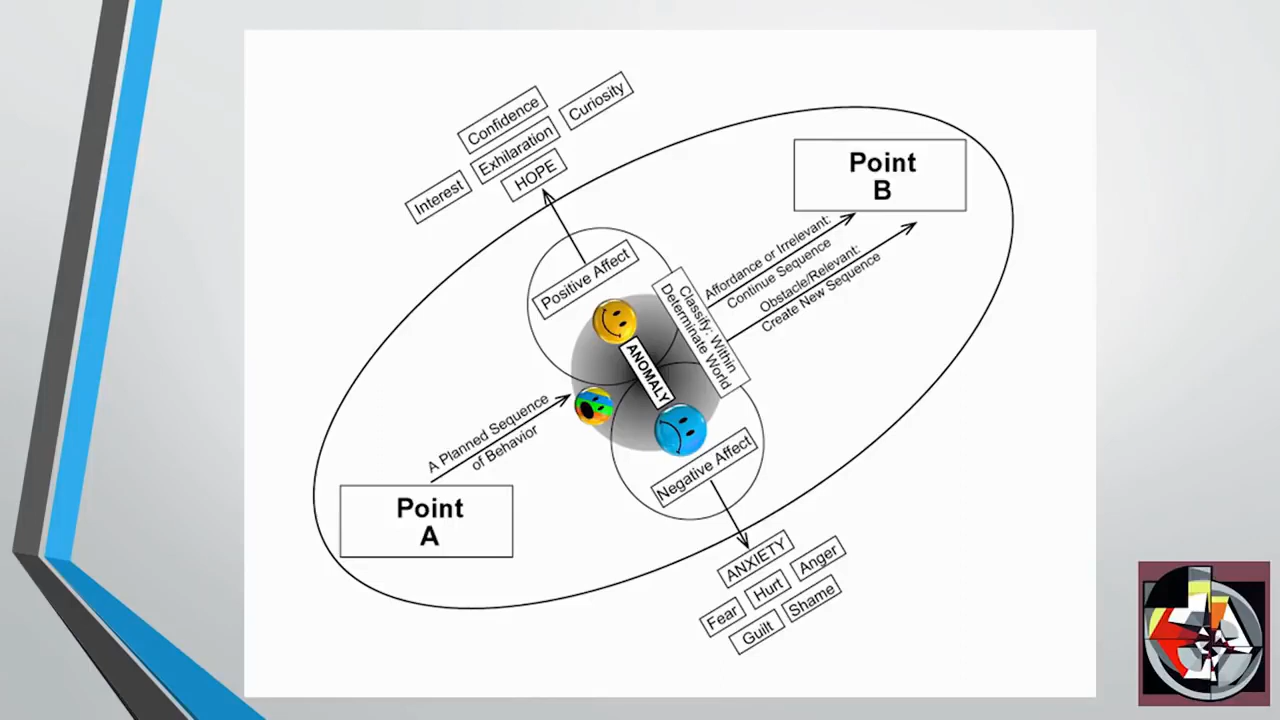 Confidence
Curiosity
Exhilaration
Interest
HOPE
Positive Affect
Point
B
Affordance or Irrelevant:
Continue Sequence
Obstacle/Relevant:
Create New Sequence
Classify: Within
Determinate World
ANOMALY
A Planned Sequence
of Behavior
Negative Affect
Point
A
ANXIETY
Anger
Hurt
Fear
Shame
Guilt